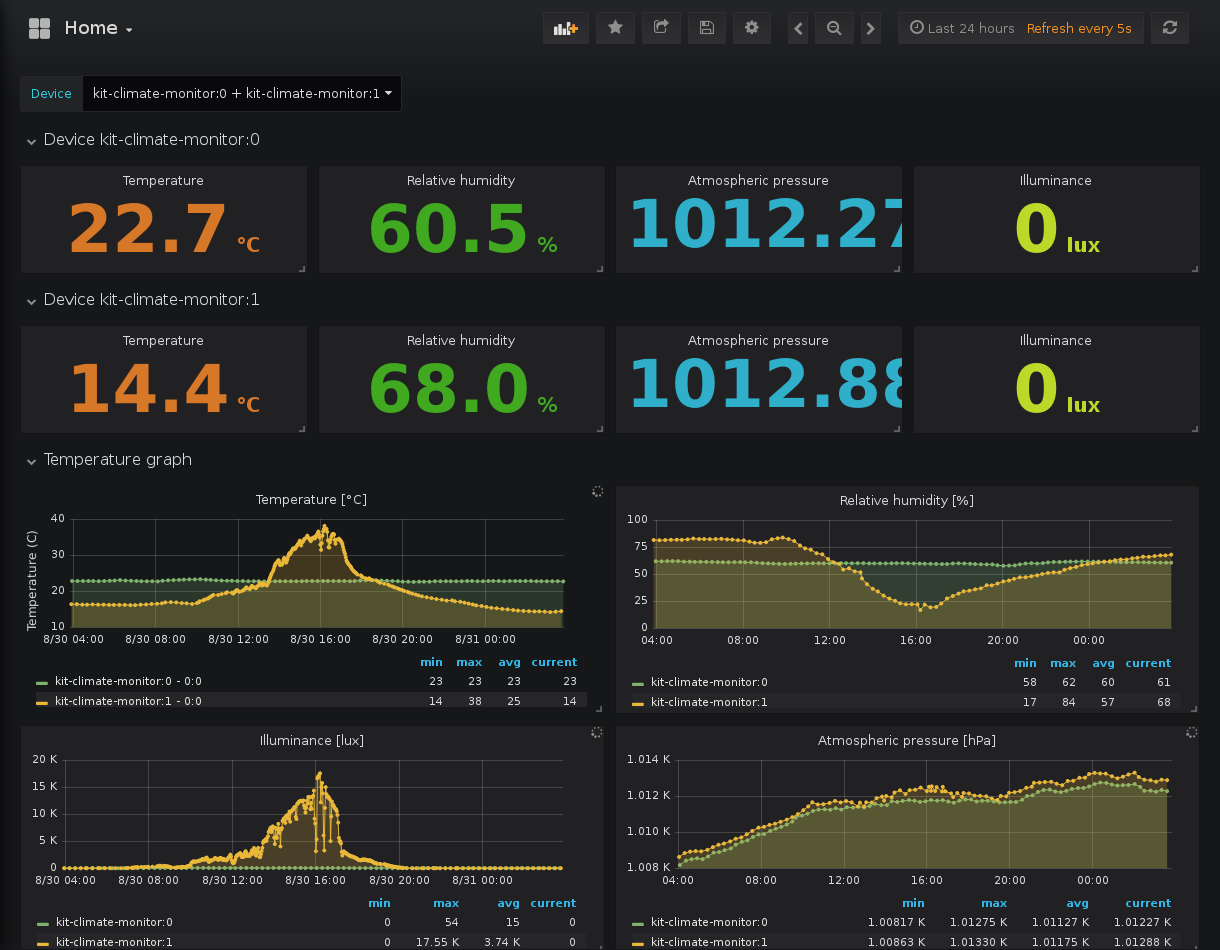 Home
Last 24 hours Refresh every 5s
Device kit-climate-monitor:0 + kit-climate-monitor:1
Device kit-climate-monitor:0
Temperature Relative humidity Atmospheric pressure Illuminance
22.7 °C 60.5 % 1012.27 0 lux
Device kit-climate-monitor:1
Temperature Relative humidity Atmospheric pressure Illuminance
14.4 °C 68.0 % 1012.88 0 lux
Temperature graph
Temperature [°C]
Temperature (C)
40
30
20
10
8/30 04:00 8/30 08:00 8/30 12:00 8/30 16:00 8/30 20:00 8/31 00:00
min max avg current
kit-climate-monitor:0 - 0:0 23 23 23 23
kit-climate-monitor:1 - 0:0 14 38 25 14
Relative humidity [%]
100
75
50
25
0
04:00 08:00 12:00 16:00 20:00 00:00
min max avg current
kit-climate-monitor:0 58 62 60 61
kit-climate-monitor:1 17 84 57 68
Illuminance [lux]
20 K
15 K
10 K
5 K
0
8/30 04:00 8/30 08:00 8/30 12:00 8/30 16:00 8/30 20:00 8/31 00:00
min max avg current
kit-climate-monitor:0 0 54 15 0
kit-climate-monitor:1 0 17.55 K 3.74 K 0
Atmospheric pressure [hPa]
1.014 K
1.012 K
1.010 K
1.008 K
04:00 08:00 12:00 16:00 20:00 00:00
min max avg current
kit-climate-monitor:0 1.00817 K 1.01275 K 1.01127 K 1.01227 K
kit-climate-monitor:1 1.00863 K 1.01330 K 1.01175 K 1.01288 K